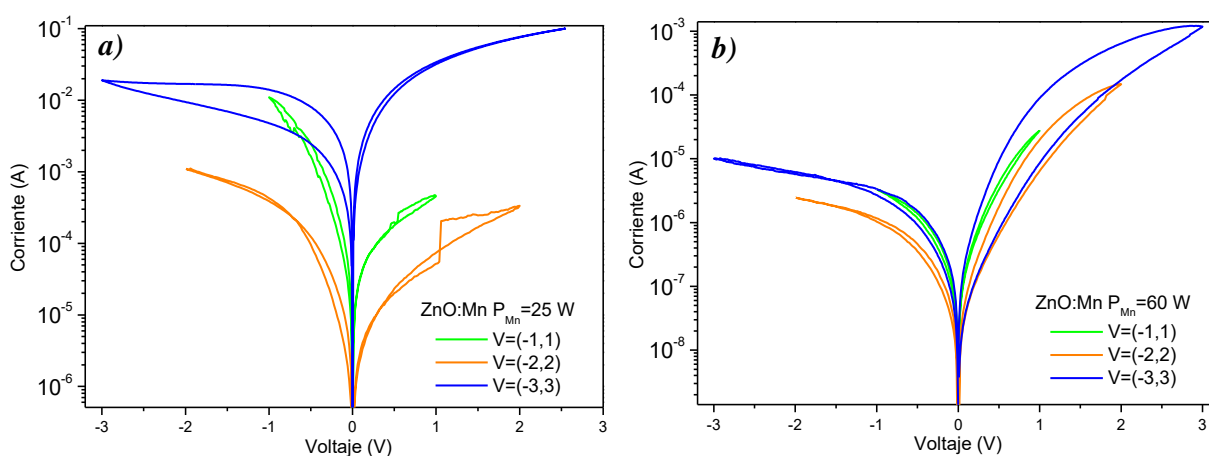 a)
Corriente (A)
10⁻¹
10⁻²
10⁻³
10⁻⁴
10⁻⁵
10⁻⁶
ZnO:Mn P_Mn=25 W
V=(-1,1)
V=(-2,2)
V=(-3,3)
-3 -2 -1 0 1 2 3
Voltaje (V)
b)
Corriente (A)
10⁻³
10⁻⁴
10⁻⁵
10⁻⁶
10⁻⁷
10⁻⁸
ZnO:Mn P_Mn=60 W
V=(-1,1)
V=(-2,2)
V=(-3,3)
-3 -2 -1 0 1 2 3
Voltaje (V)